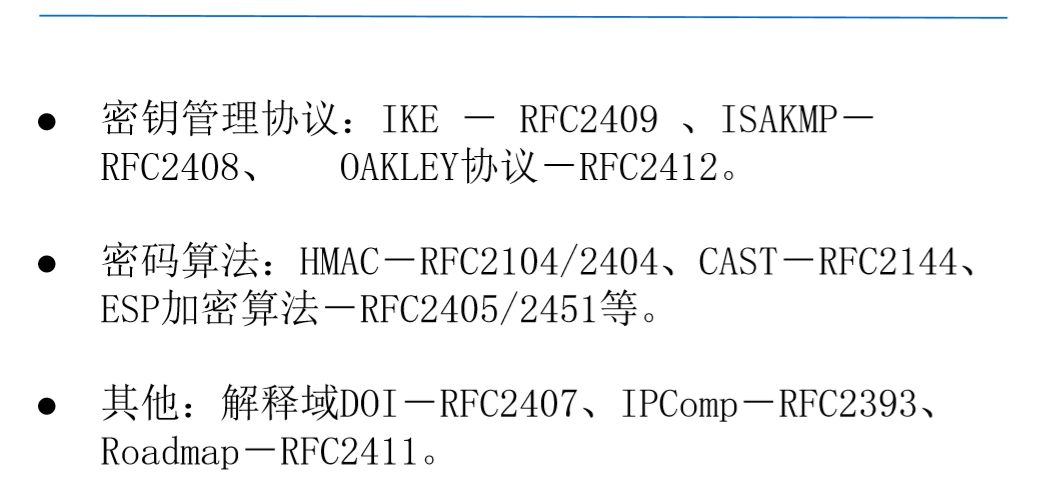 ● 密钥管理协议：IKE － RFC2409 、ISAKMP－
RFC2408、 OAKLEY协议－RFC2412。
● 密码算法：HMAC－RFC2104/2404、CAST－RFC2144、
ESP加密算法－RFC2405/2451等。
● 其他：解释域DOI－RFC2407、IPComp－RFC2393、
Roadmap－RFC2411。